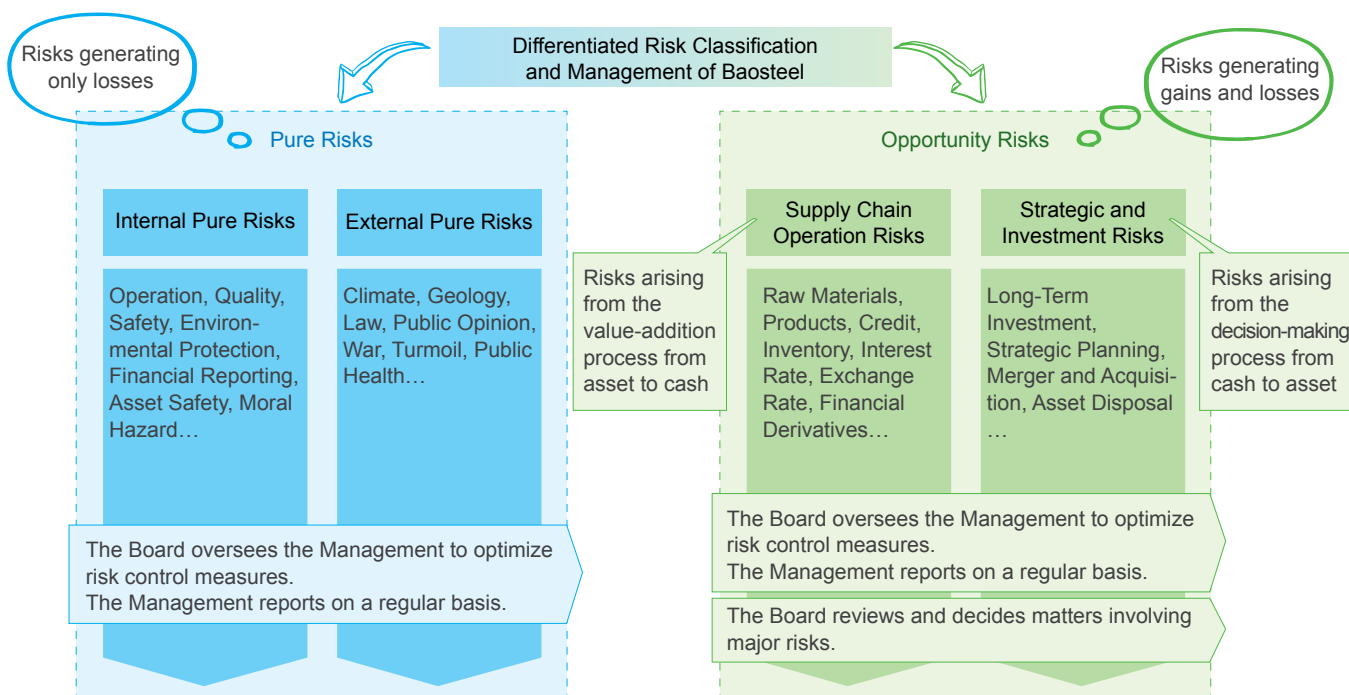 Differentiated Risk Classification
and Management of Baosteel
Risks generating
only losses
Pure Risks
Internal Pure Risks
Operation, Quality,
Safety, Environ-
mental Protection,
Financial Reporting,
Asset Safety, Moral
Hazard…
External Pure Risks
Climate, Geology,
Law, Public Opinion,
War, Turmoil, Public
Health…
The Board oversees the Management to optimize
risk control measures.
The Management reports on a regular basis.
Risks generating
gains and losses
Opportunity Risks
Supply Chain
Operation Risks
Risks arising
from the
value-addition
process from
asset to cash
Raw Materials,
Products, Credit,
Inventory, Interest
Rate, Exchange
Rate, Financial
Derivatives…
Strategic and
Investment Risks
Long-Term
Investment,
Strategic Planning,
Merger and Acquisi-
tion, Asset Disposal
…
Risks arising
from the
decision-making
process from
cash to asset
The Board oversees the Management to optimize
risk control measures.
The Management reports on a regular basis.
The Board reviews and decides matters involving
major risks.